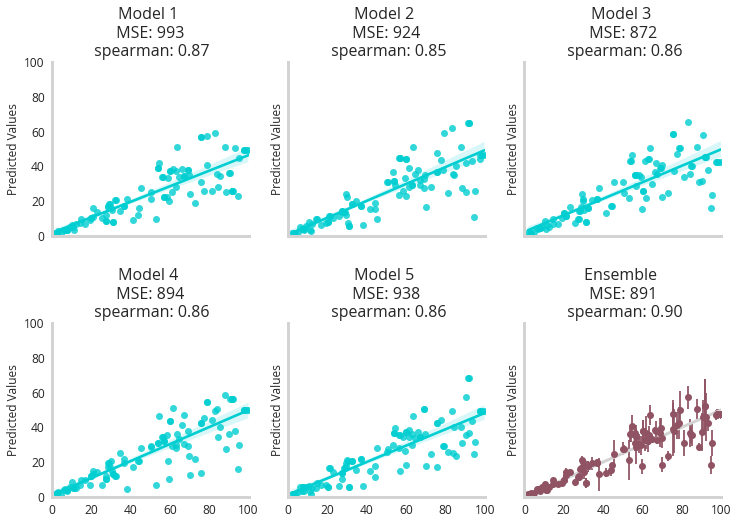 Model 1
MSE: 993
spearman: 0.87
Model 2
MSE: 924
spearman: 0.85
Model 3
MSE: 872
spearman: 0.86
Predicted Values
100
80
60
40
20
0
Predicted Values
Predicted Values
Model 4
MSE: 894
spearman: 0.86
Model 5
MSE: 938
spearman: 0.86
Ensemble
MSE: 891
spearman: 0.90
Predicted Values
100
80
60
40
20
0
0 20 40 60 80 100
Predicted Values
0 20 40 60 80 100
Predicted Values
0 20 40 60 80 100